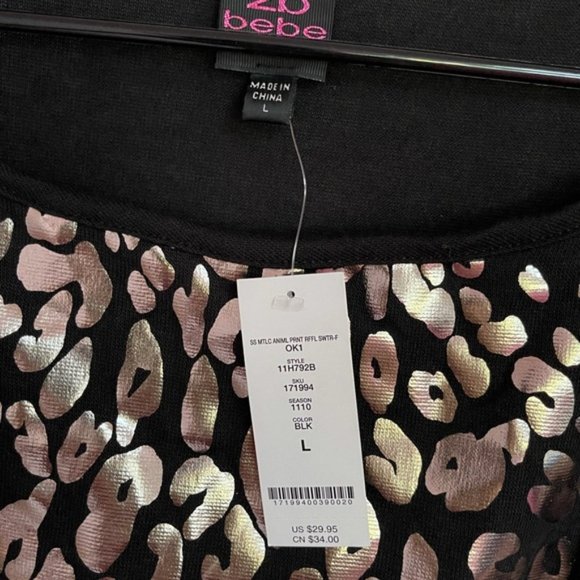 2b
bebe
MADE IN
CHINA
L
SS MTLC ANIML PRNT RFFL SWTR-F
OK1
STYLE
11H792B
SKU
171994
SEASON
1110
COLOR
BLK
L
17199400390020
US $29.95
CN $34.00